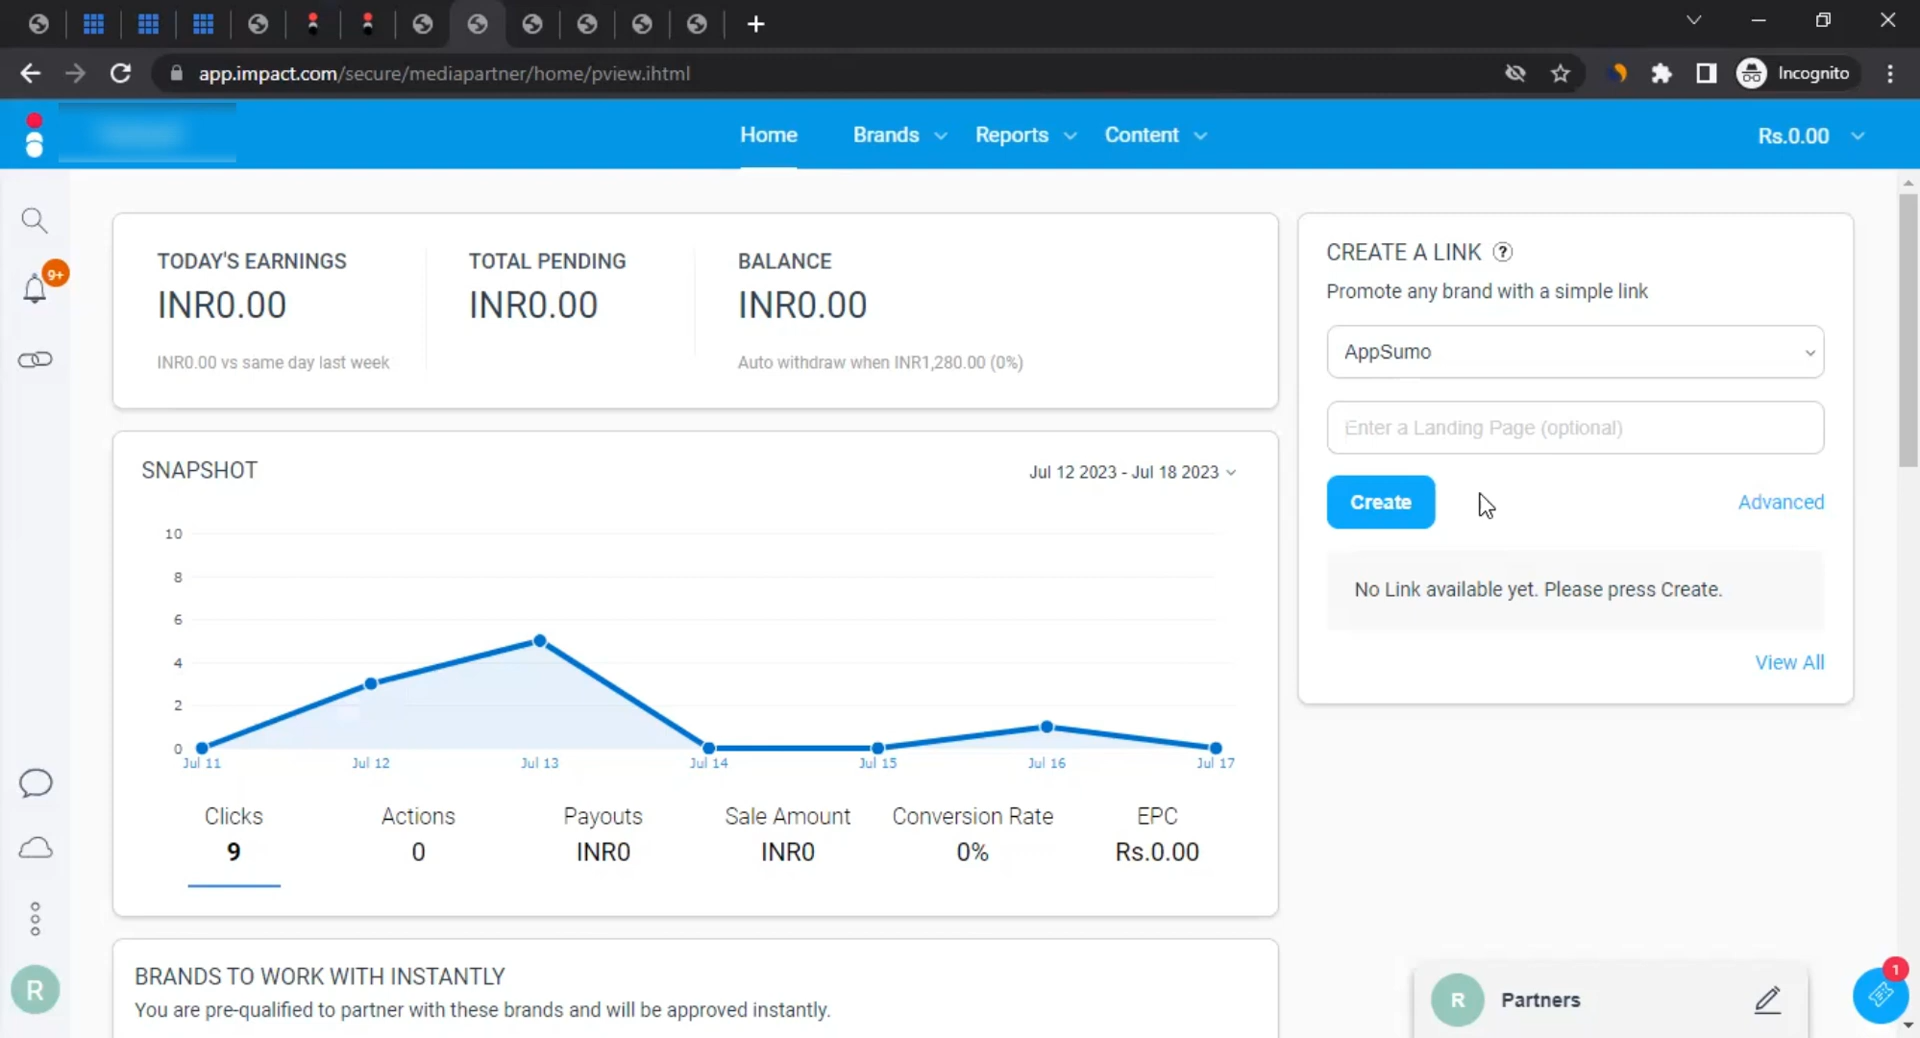 app.impact.com/secure/mediapartner/home/pview.ihtml
Incognito
Home
Brands
Reports
Content
Rs.0.00
9+
TODAY'S EARNINGS
INR0.00
INR0.00 vs same day last week
TOTAL PENDING
INR0.00
BALANCE
INR0.00
Auto withdraw when INR1,280.00 (0%)
CREATE A LINK ?
Promote any brand with a simple link
AppSumo
Enter a Landing Page (optional)
Create
Advanced
No Link available yet. Please press Create.
View All
SNAPSHOT
Jul 12 2023 - Jul 18 2023
10
8
6
4
2
0
Jul 11
Jul 12
Jul 13
Jul 14
Jul 15
Jul 16
Jul 17
Clicks
9
Actions
0
Payouts
INR0
Sale Amount
INR0
Conversion Rate
0%
EPC
Rs.0.00
BRANDS TO WORK WITH INSTANTLY
You are pre-qualified to partner with these brands and will be approved instantly.
R
R
Partners
1